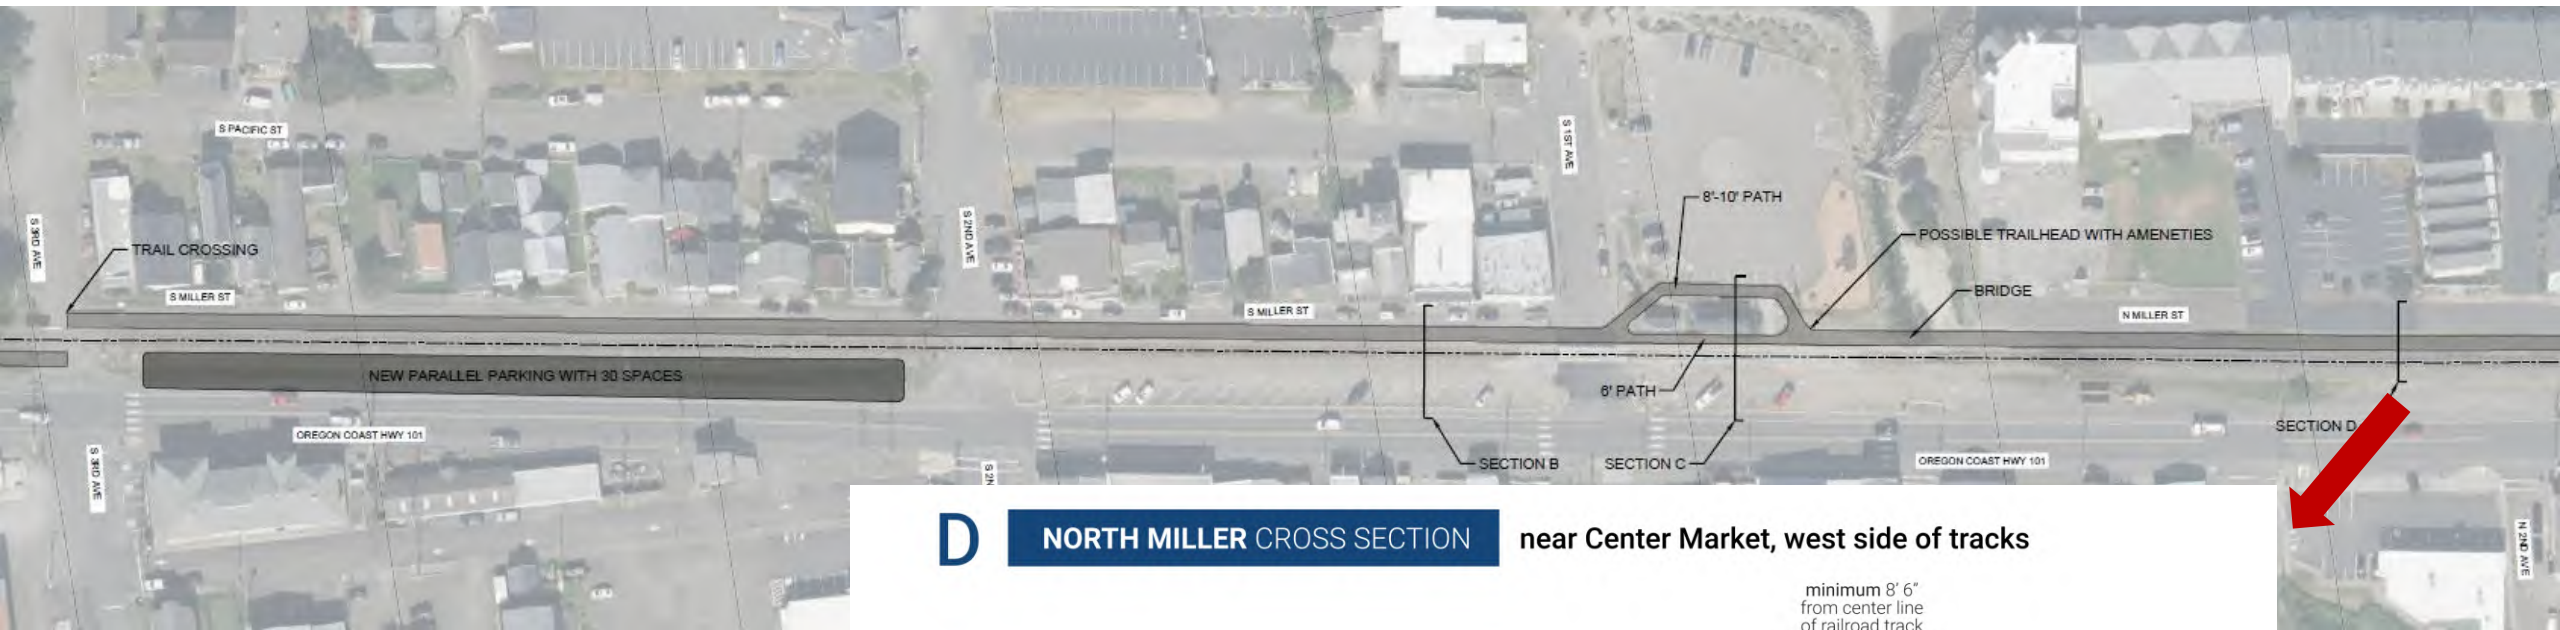 S PACIFIC ST
S 1ST AVE
8'-10' PATH
S 3RD AVE
TRAIL CROSSING
S 2ND AVE
POSSIBLE TRAILHEAD WITH AMENETIES
S MILLER ST
S MILLER ST
BRIDGE
N MILLER ST
NEW PARALLEL PARKING WITH 30 SPACES
6' PATH
OREGON COAST HWY 101
SECTION D
S 3RD AVE
S 2N
SECTION B
SECTION C
OREGON COAST HWY 101
D NORTH MILLER CROSS SECTION near Center Market, west side of tracks
N 2ND AVE
minimum 8' 6"
from center line
of railroad track